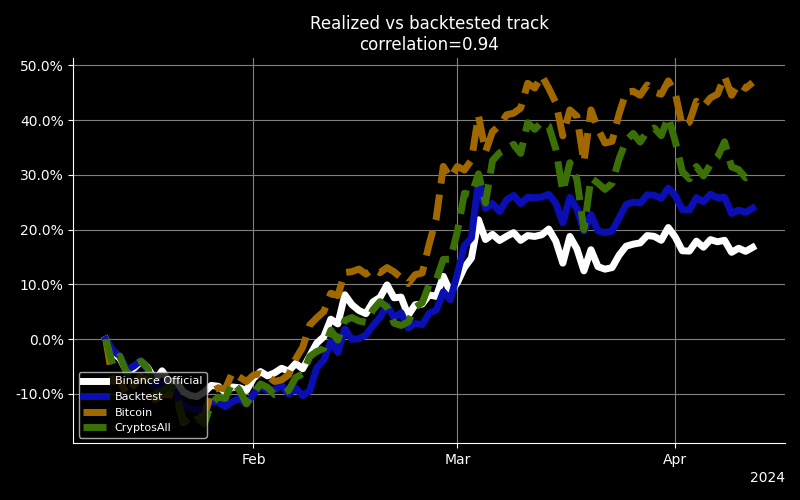 Realized vs backtested track
correlation=0.94
50.0%
40.0%
30.0%
20.0%
10.0%
0.0%
-10.0%
Binance Official
Backtest
Bitcoin
CryptosAll
Feb
Mar
Apr
2024